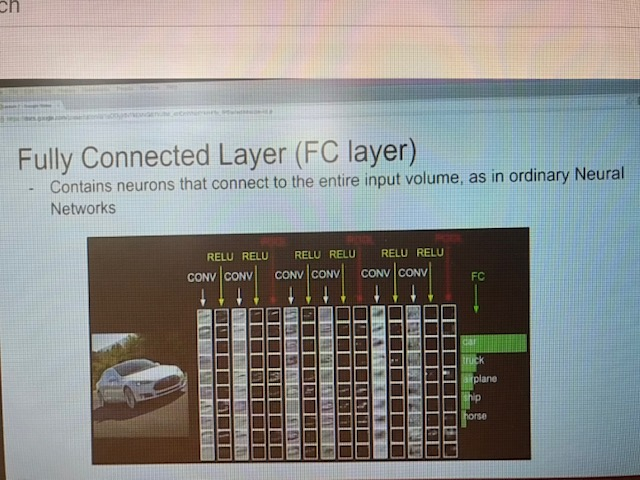 ch
Fully Connected Layer (FC layer)
- Contains neurons that connect to the entire input volume, as in ordinary Neural
Networks
POOL POOL POOL
RELU RELU RELU RELU RELU RELU
CONV CONV CONV CONV CONV CONV FC
car
truck
airplane
ship
horse